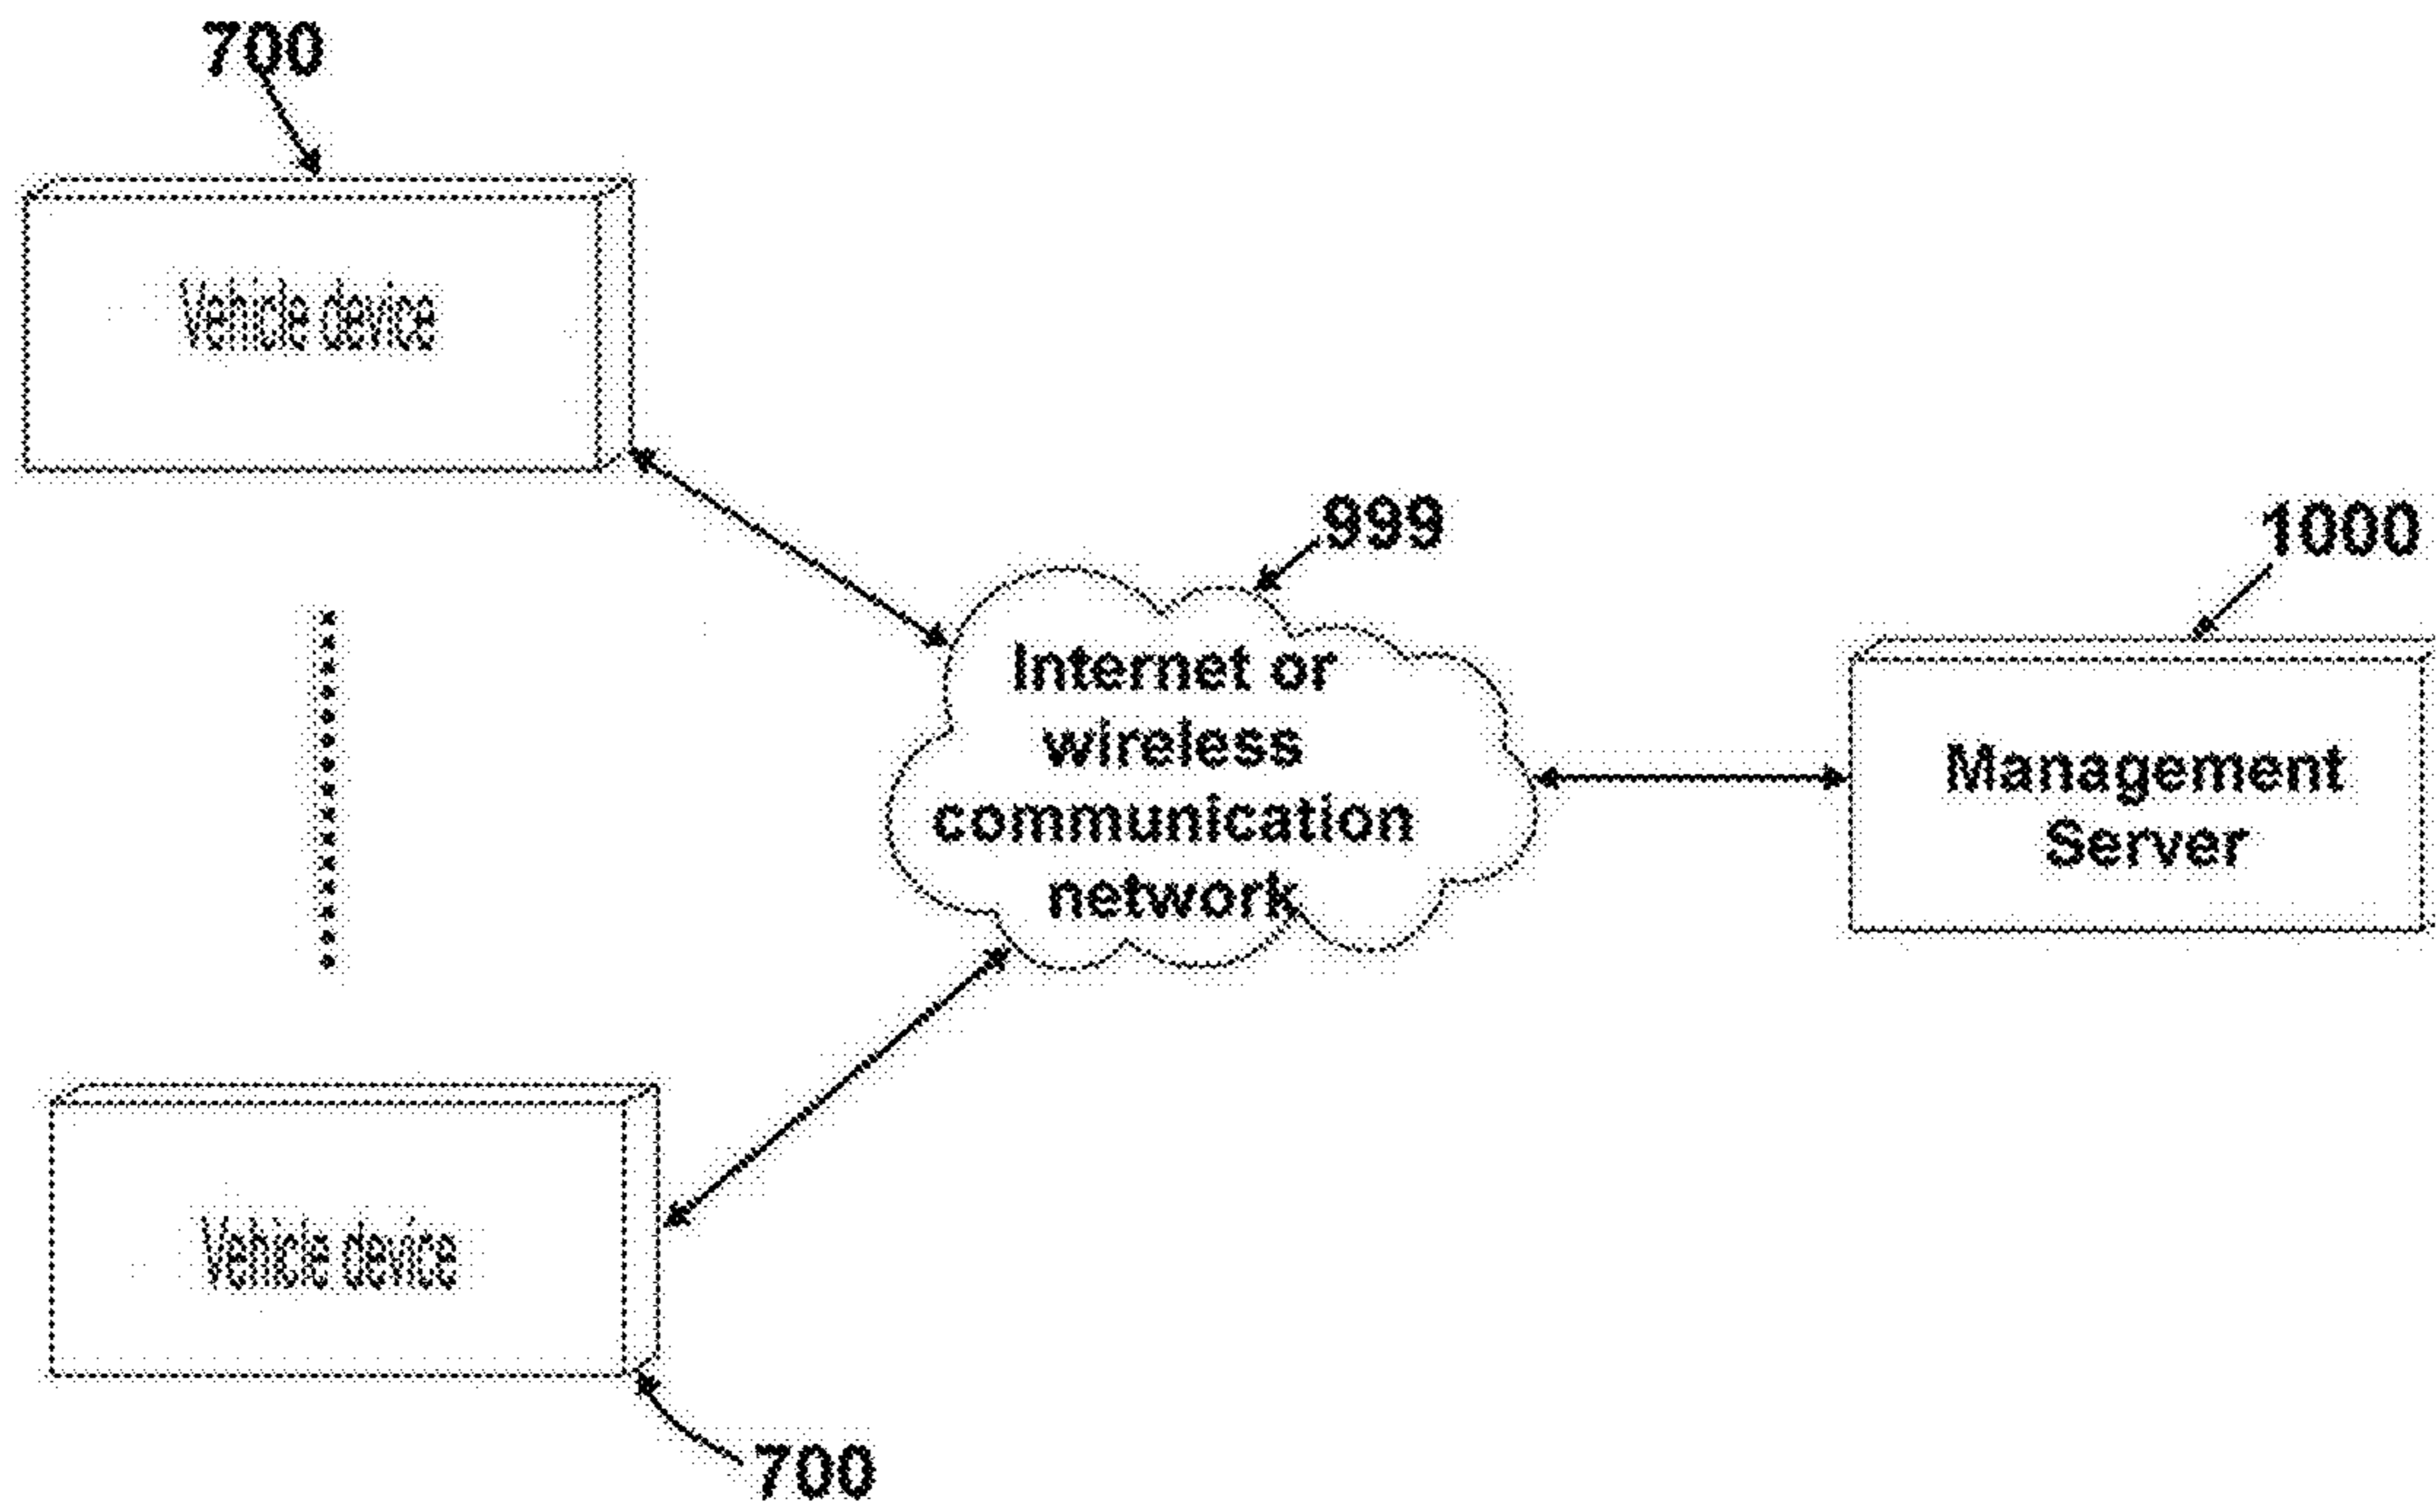 700
Vehicle device
999
1000
Internet or
wireless
communication
network
Management
Server
Vehicle device
700